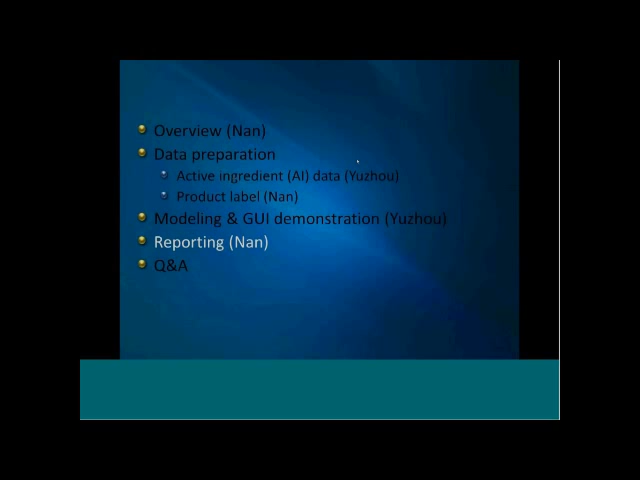 Overview (Nan)
Data preparation
Active ingredient (AI) data (Yuzhou)
Product label (Nan)
Modeling & GUI demonstration (Yuzhou)
Reporting (Nan)
Q&A